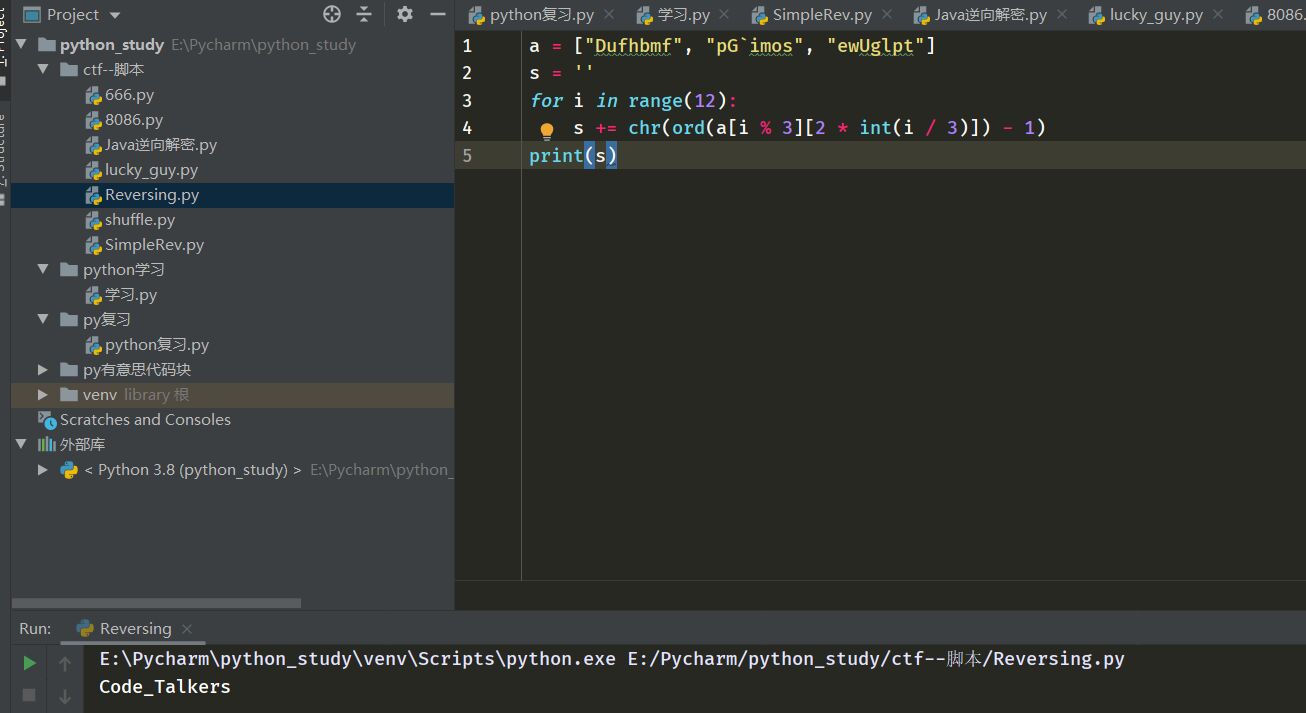 Project
python复习.py
学习.py
SimpleRev.py
Java逆向解密.py
lucky_guy.py
8086.
python_study E:\Pycharm\python_study
ctf--脚本
666.py
8086.py
Java逆向解密.py
lucky_guy.py
Reversing.py
shuffle.py
SimpleRev.py
python学习
学习.py
py复习
python复习.py
py有意思代码块
venv library 根
Scratches and Consoles
外部库
< Python 3.8 (python_study) > E:\Pycharm\python_
1 a = ["Dufhbmf", "pG`imos", "ewUglpt"]
2 s = ''
3 for i in range(12):
4 s += chr(ord(a[i % 3][2 * int(i / 3)]) - 1)
5 print(s)
Run: Reversing
E:\Pycharm\python_study\venv\Scripts\python.exe E:/Pycharm/python_study/ctf--脚本/Reversing.py
Code_Talkers